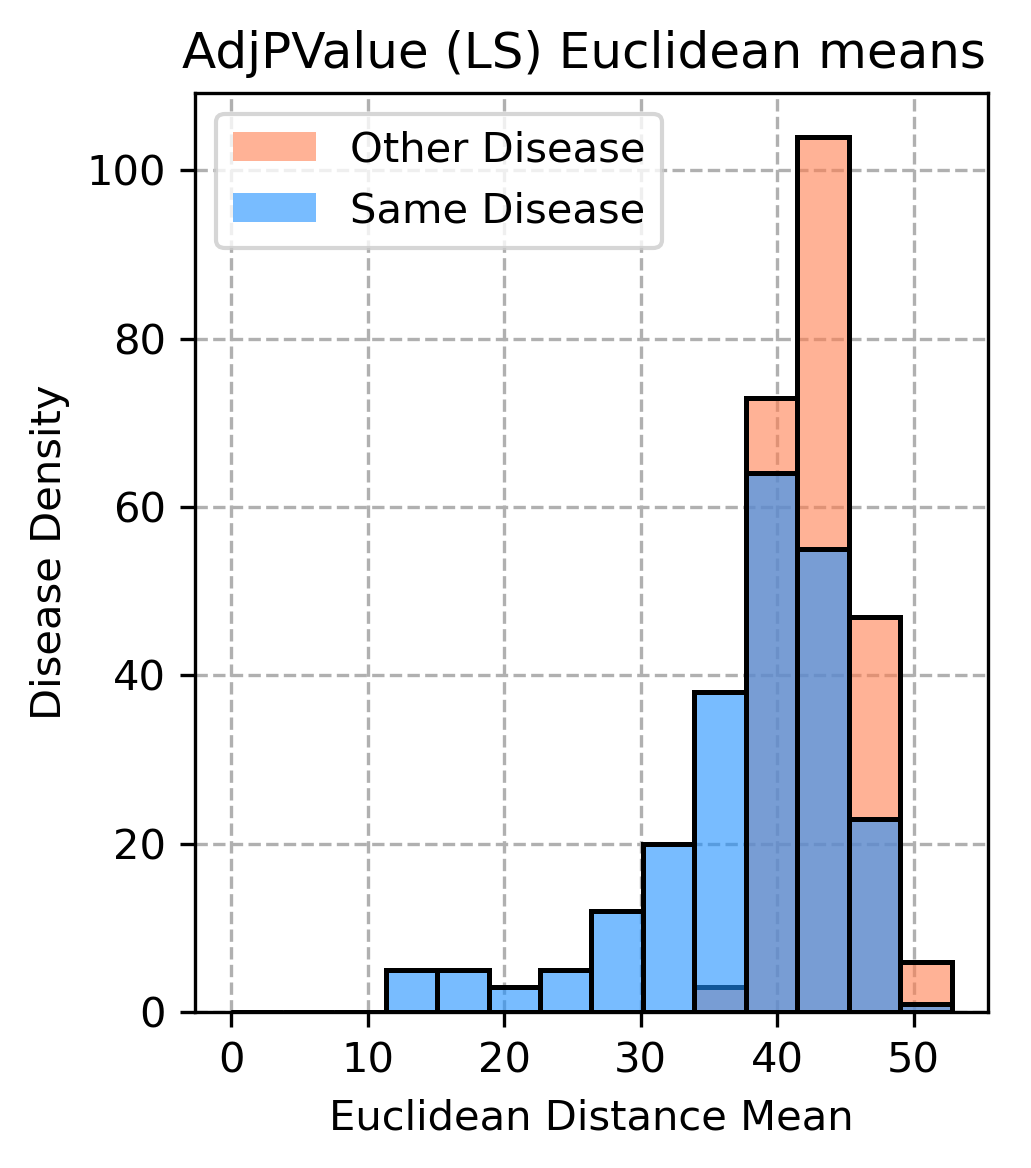 AdjPValue (LS) Euclidean means
Other Disease
Same Disease
100
80
60
40
20
0
Disease Density
0 10 20 30 40 50
Euclidean Distance Mean